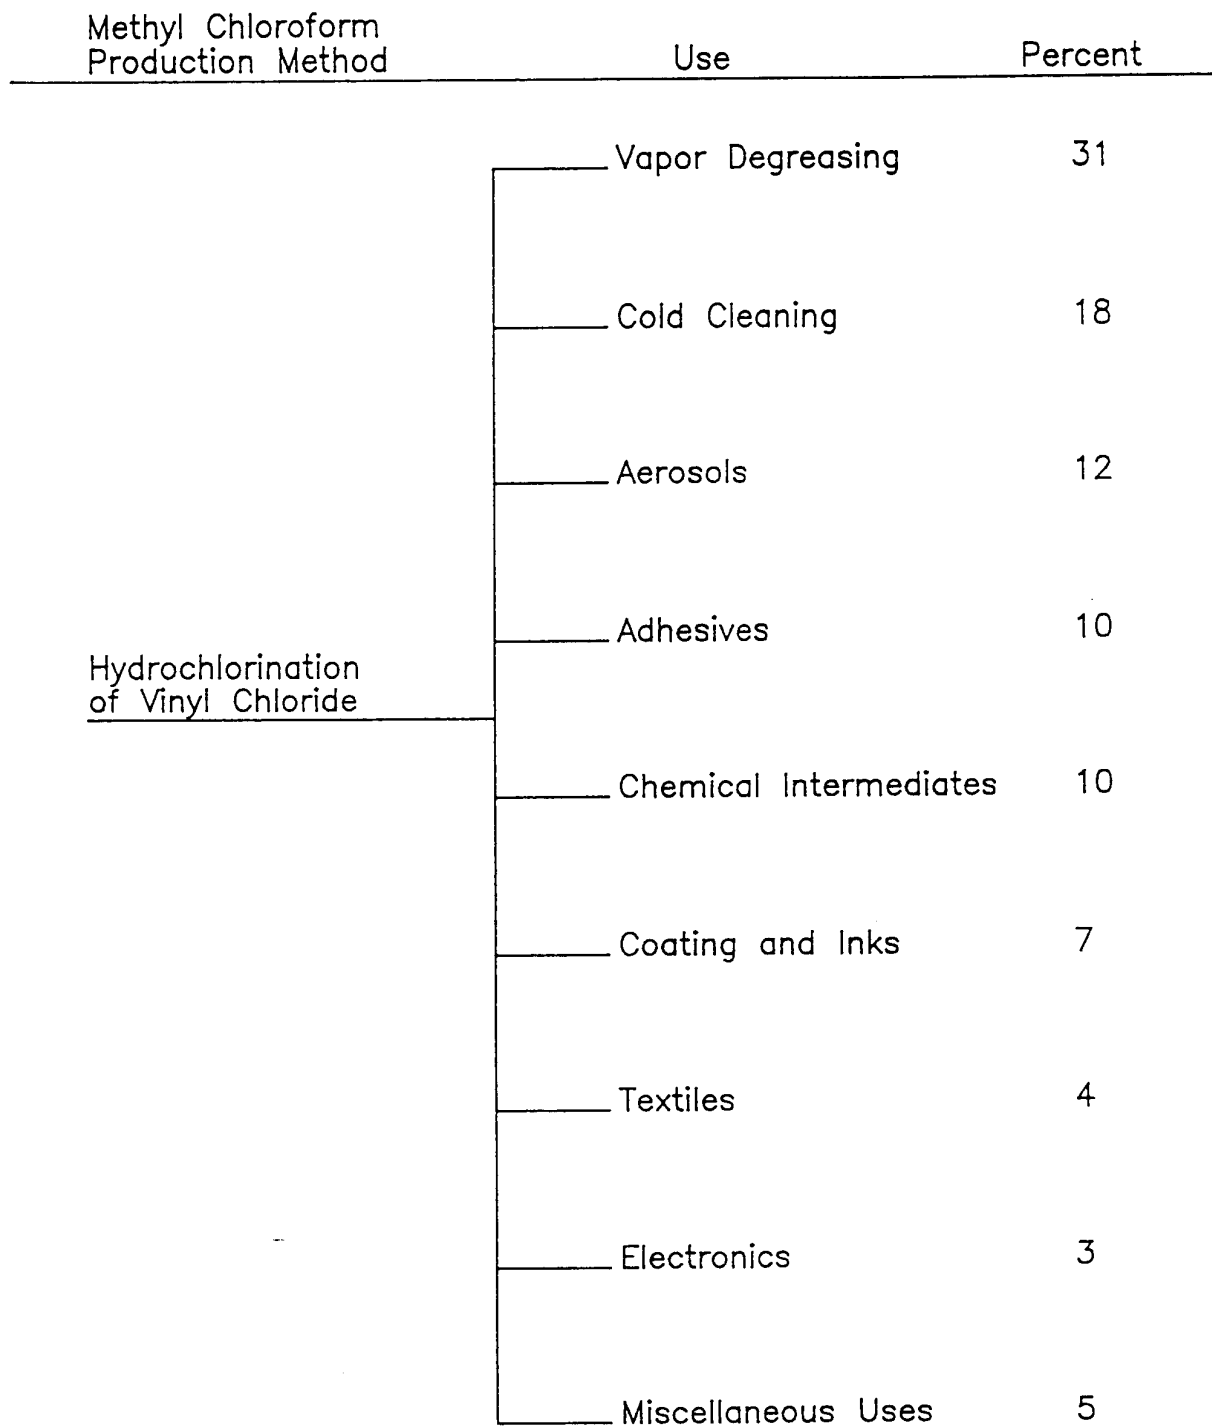 Methyl Chloroform
Production Method Use Percent
Vapor Degreasing 31
Cold Cleaning 18
Aerosols 12
Adhesives 10
Hydrochlorination
of Vinyl Chloride
Chemical Intermediates 10
Coating and Inks 7
Textiles 4
Electronics 3
Miscellaneous Uses 5